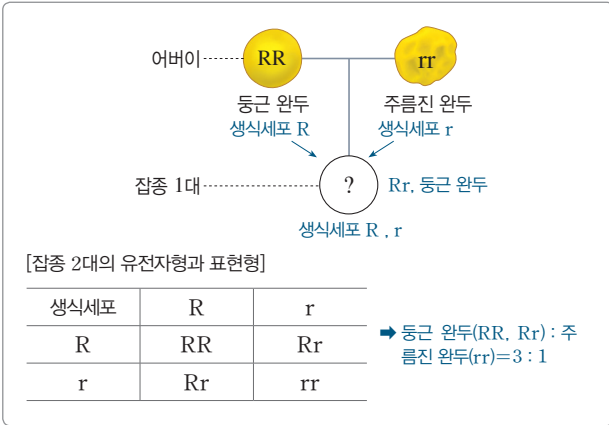 어버이 RR rr
둥근 완두 주름진 완두
생식세포 R 생식세포 r
잡종 1대 ? Rr, 둥근 완두
생식세포 R , r
[잡종 2대의 유전자형과 표현형]
생식세포 R r
R RR Rr
r Rr rr
➡ 둥근 완두(RR, Rr) : 주
름진 완두(rr)=3 : 1